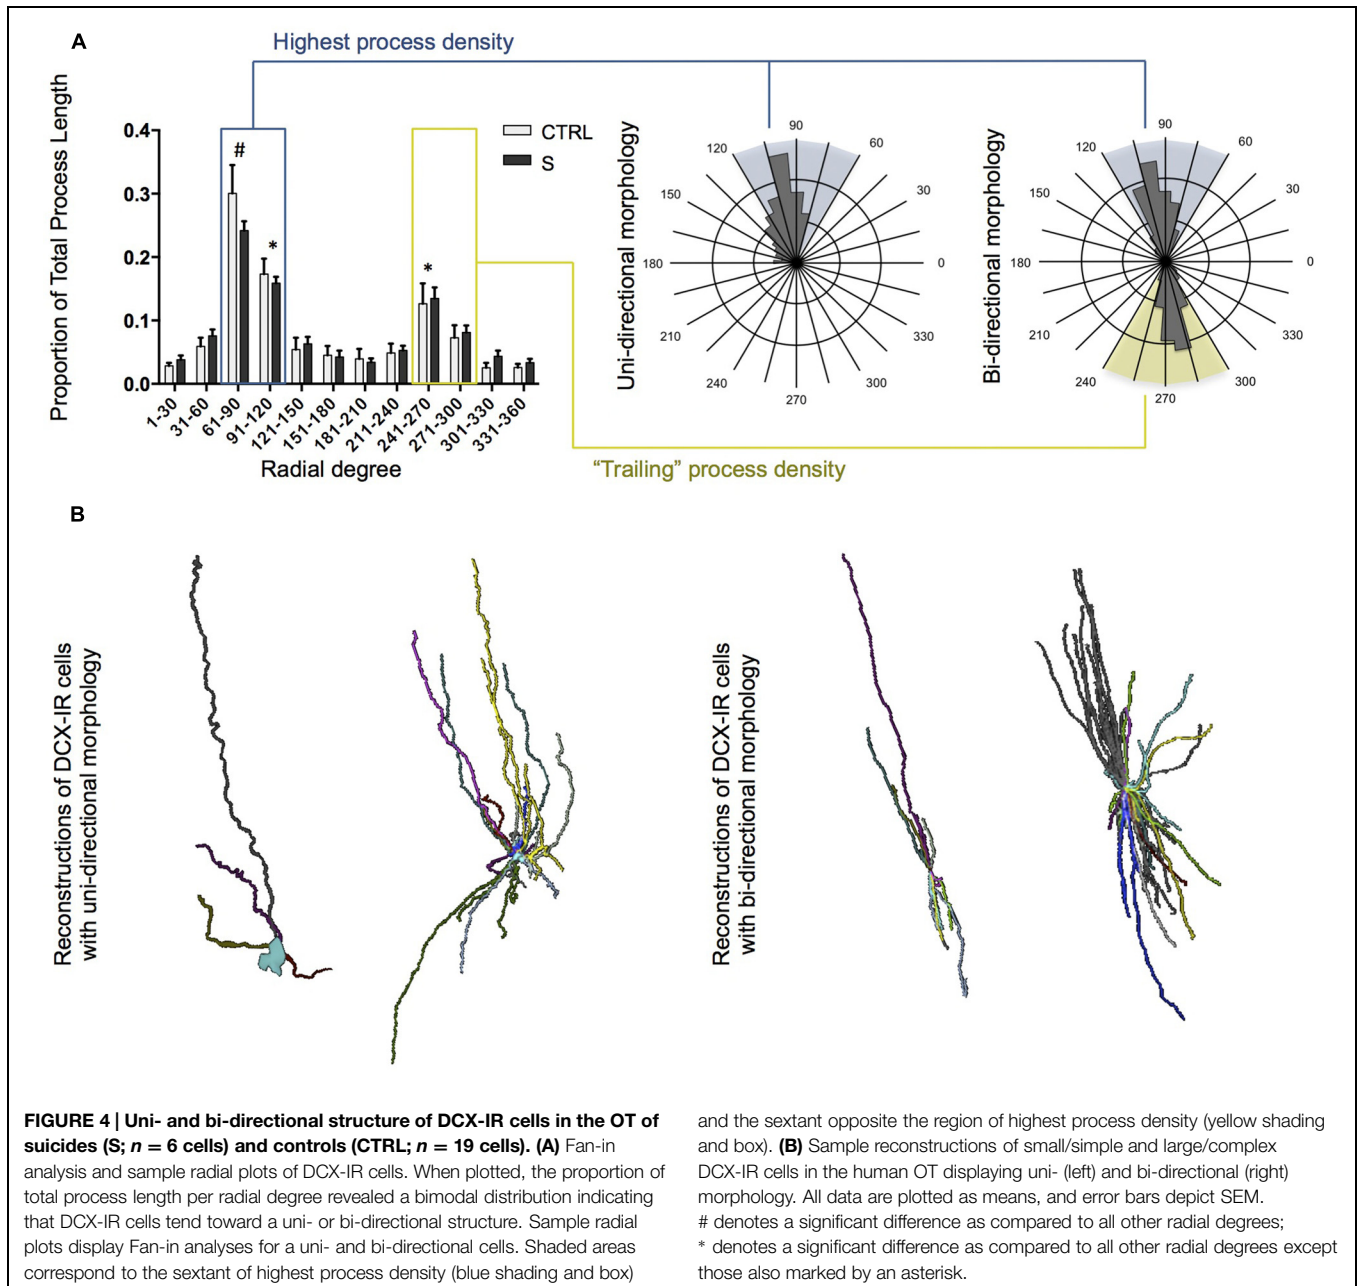 A
Highest process density
Proportion of Total Process Length
0.4
0.3
0.2
0.1
0.0
#
*
*
CTRL
S
1-30
31-60
61-90
91-120
121-150
151-180
181-210
211-240
241-270
271-300
301-330
331-360
Radial degree
Uni-directional morphology
90
60
30
0
330
300
270
240
210
180
150
120
Bi-directional morphology
90
60
30
0
330
300
270
240
210
180
150
120
“Trailing” process density
B
Reconstructions of DCX-IR cells
with uni-directional morphology
Reconstructions of DCX-IR cells
with bi-directional morphology
FIGURE 4 | Uni- and bi-directional structure of DCX-IR cells in the OT of
suicides (S; n = 6 cells) and controls (CTRL; n = 19 cells). (A) Fan-in
analysis and sample radial plots of DCX-IR cells. When plotted, the proportion of
total process length per radial degree revealed a bimodal distribution indicating
that DCX-IR cells tend toward a uni- or bi-directional structure. Sample radial
plots display Fan-in analyses for a uni- and bi-directional cells. Shaded areas
correspond to the sextant of highest process density (blue shading and box)
and the sextant opposite the region of highest process density (yellow shading
and box). (B) Sample reconstructions of small/simple and large/complex
DCX-IR cells in the human OT displaying uni- (left) and bi-directional (right)
morphology. All data are plotted as means, and error bars depict SEM.
# denotes a significant difference as compared to all other radial degrees;
* denotes a significant difference as compared to all other radial degrees except
those also marked by an asterisk.